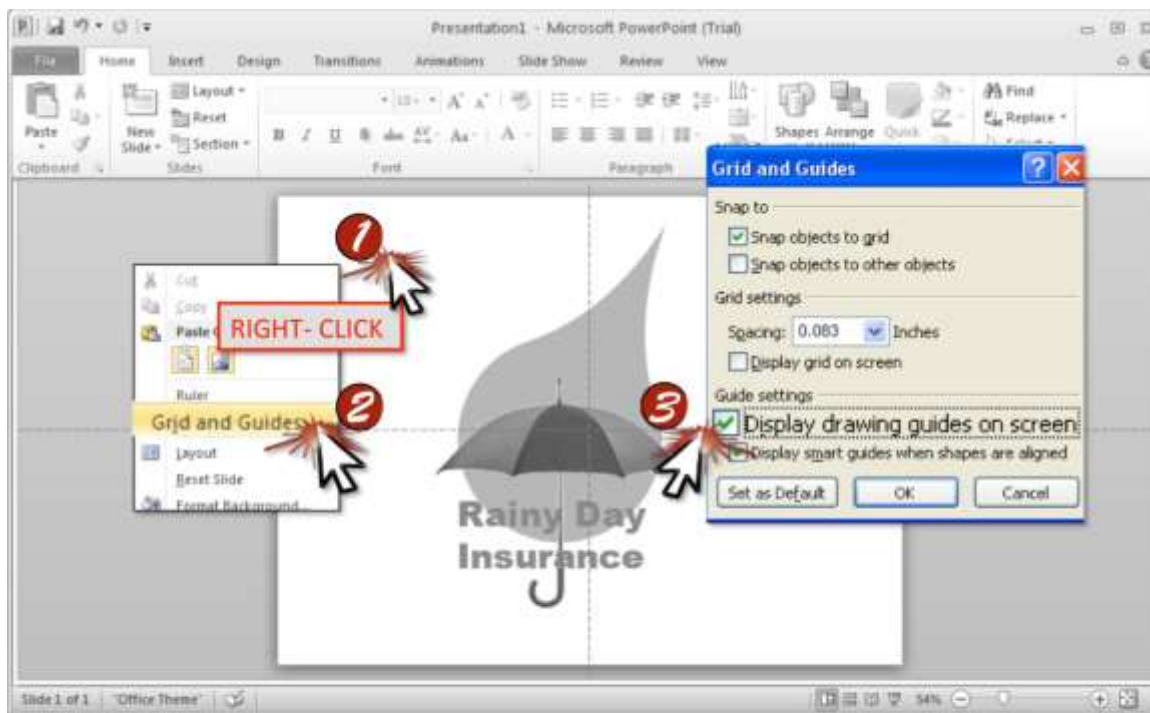 Presentation1 - Microsoft PowerPoint (Trial)
File Home Insert Design Transitions Animations Slide Show Review View
Paste
New Slide
Layout
Reset
Section
Shapes Arrange Quick
Find
Replace
Clipboard Slides Font Paragraph
Grid and Guides
Snap to
Snap objects to grid
Snap objects to other objects
Grid settings
Spacing: 0.083 Inches
Display grid on screen
Guide settings
Display drawing guides on screen
Display smart guides when shapes are aligned
Set as Default OK Cancel
1
Cut
Copy
Paste
RIGHT- CLICK
Ruler
2
Grid and Guides
Layout
Reset Slide
Format Background...
3
Rainy Day
Insurance
Slide 1 of 1 "Office Theme" 54%